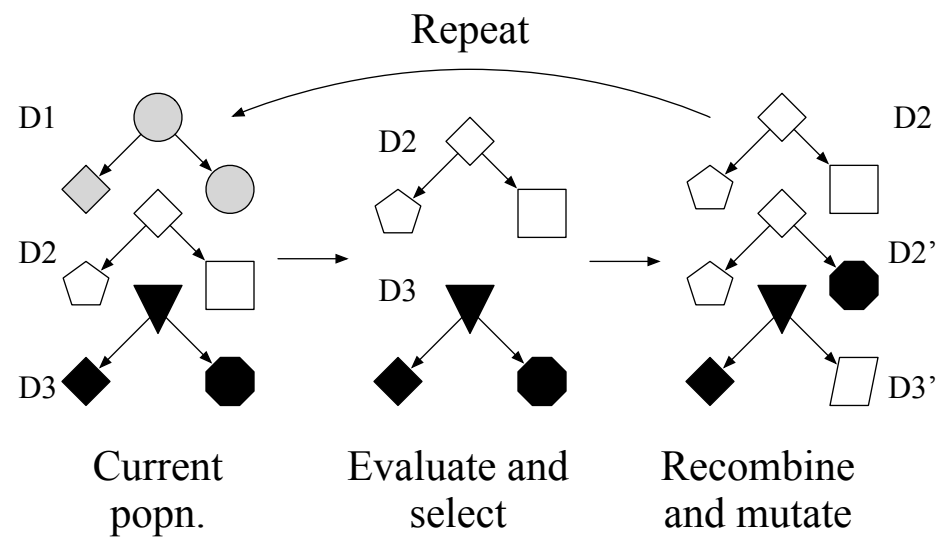 Repeat
D1
D2
D3
D2
D3
D2
D2’
D3’
Current
popn.
Evaluate and
select
Recombine
and mutate